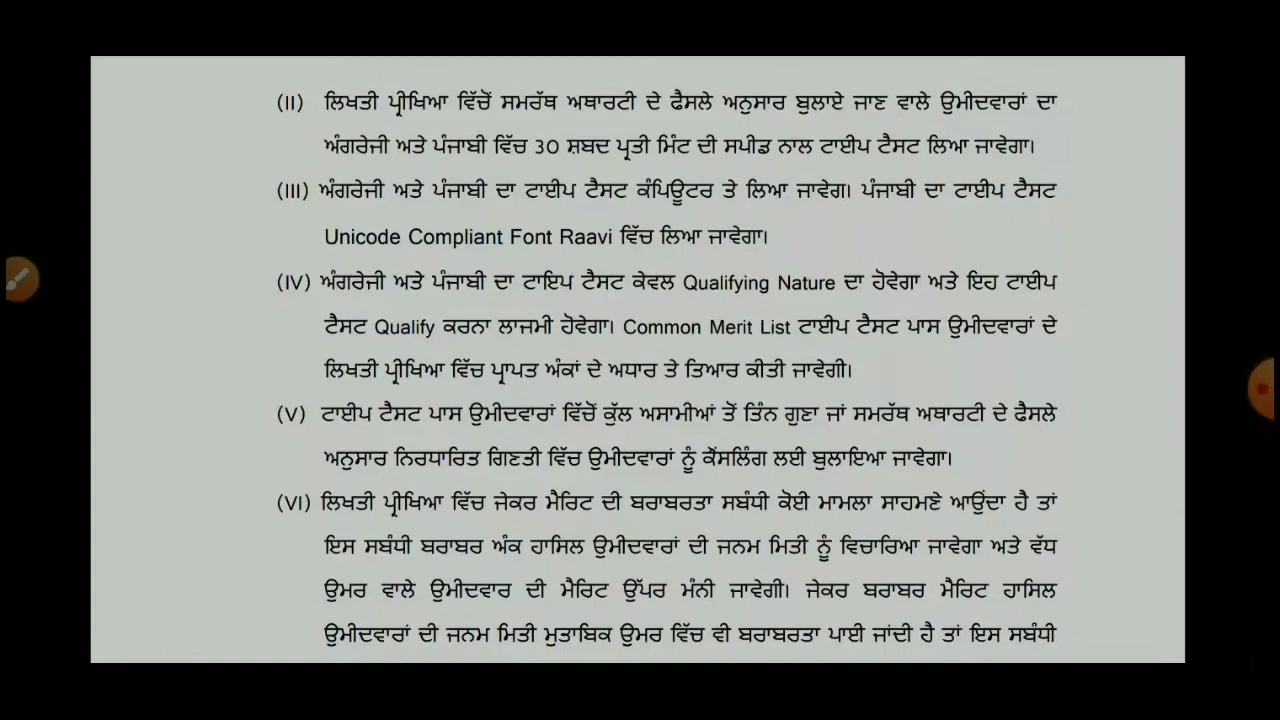 (II) ਲਿਖਤੀ ਪ੍ਰੀਖਿਆ ਵਿੱਚੋਂ ਸਮਰੱਥ ਅਥਾਰਟੀ ਦੇ ਫੈਸਲੇ ਅਨੁਸਾਰ ਬੁਲਾਏ ਜਾਣ ਵਾਲੇ ਉਮੀਦਵਾਰਾਂ ਦਾ
ਅੰਗਰੇਜੀ ਅਤੇ ਪੰਜਾਬੀ ਵਿੱਚ 30 ਸ਼ਬਦ ਪ੍ਰਤੀ ਮਿੰਟ ਦੀ ਸਪੀਡ ਨਾਲ ਟਾਈਪ ਟੈਸਟ ਲਿਆ ਜਾਵੇਗਾ।
(III) ਅੰਗਰੇਜੀ ਅਤੇ ਪੰਜਾਬੀ ਦਾ ਟਾਈਪ ਟੈਸਟ ਕੰਪਿਊਟਰ ਤੇ ਲਿਆ ਜਾਵੇਗ। ਪੰਜਾਬੀ ਦਾ ਟਾਈਪ ਟੈਸਟ
Unicode Compliant Font Raavi ਵਿੱਚ ਲਿਆ ਜਾਵੇਗਾ।
(IV) ਅੰਗਰੇਜੀ ਅਤੇ ਪੰਜਾਬੀ ਦਾ ਟਾਇਪ ਟੈਸਟ ਕੇਵਲ Qualifying Nature ਦਾ ਹੋਵੇਗਾ ਅਤੇ ਇਹ ਟਾਈਪ
ਟੈਸਟ Qualify ਕਰਨਾ ਲਾਜਮੀ ਹੋਵੇਗਾ। Common Merit List ਟਾਈਪ ਟੈਸਟ ਪਾਸ ਉਮੀਦਵਾਰਾਂ ਦੇ
ਲਿਖਤੀ ਪ੍ਰੀਖਿਆ ਵਿੱਚ ਪ੍ਰਾਪਤ ਅੰਕਾਂ ਦੇ ਅਧਾਰ ਤੇ ਤਿਆਰ ਕੀਤੀ ਜਾਵੇਗੀ।
(V) ਟਾਈਪ ਟੈਸਟ ਪਾਸ ਉਮੀਦਵਾਰਾਂ ਵਿੱਚੋਂ ਕੁੱਲ ਅਸਾਮੀਆਂ ਤੋਂ ਤਿੰਨ ਗੁਣਾ ਜਾਂ ਸਮਰੱਥ ਅਥਾਰਟੀ ਦੇ ਫੈਸਲੇ
ਅਨੁਸਾਰ ਨਿਰਧਾਰਿਤ ਗਿਣਤੀ ਵਿੱਚ ਉਮੀਦਵਾਰਾਂ ਨੂੰ ਕੌਂਸਲਿੰਗ ਲਈ ਬੁਲਾਇਆ ਜਾਵੇਗਾ।
(VI) ਲਿਖਤੀ ਪ੍ਰੀਖਿਆ ਵਿੱਚ ਜੇਕਰ ਮੈਰਿਟ ਦੀ ਬਰਾਬਰਤਾ ਸਬੰਧੀ ਕੋਈ ਮਾਮਲਾ ਸਾਹਮਣੇ ਆਉਂਦਾ ਹੈ ਤਾਂ
ਇਸ ਸਬੰਧੀ ਬਰਾਬਰ ਅੰਕ ਹਾਸਿਲ ਉਮੀਦਵਾਰਾਂ ਦੀ ਜਨਮ ਮਿਤੀ ਨੂੰ ਵਿਚਾਰਿਆ ਜਾਵੇਗਾ ਅਤੇ ਵੱਧ
ਉਮਰ ਵਾਲੇ ਉਮੀਦਵਾਰ ਦੀ ਮੈਰਿਟ ਉੱਪਰ ਮੰਨੀ ਜਾਵੇਗੀ। ਜੇਕਰ ਬਰਾਬਰ ਮੈਰਿਟ ਹਾਸਿਲ
ਉਮੀਦਵਾਰਾਂ ਦੀ ਜਨਮ ਮਿਤੀ ਮੁਤਾਬਿਕ ਉਮਰ ਵਿੱਚ ਵੀ ਬਰਾਬਰਤਾ ਪਾਈ ਜਾਂਦੀ ਹੈ ਤਾਂ ਇਸ ਸਬੰਧੀ